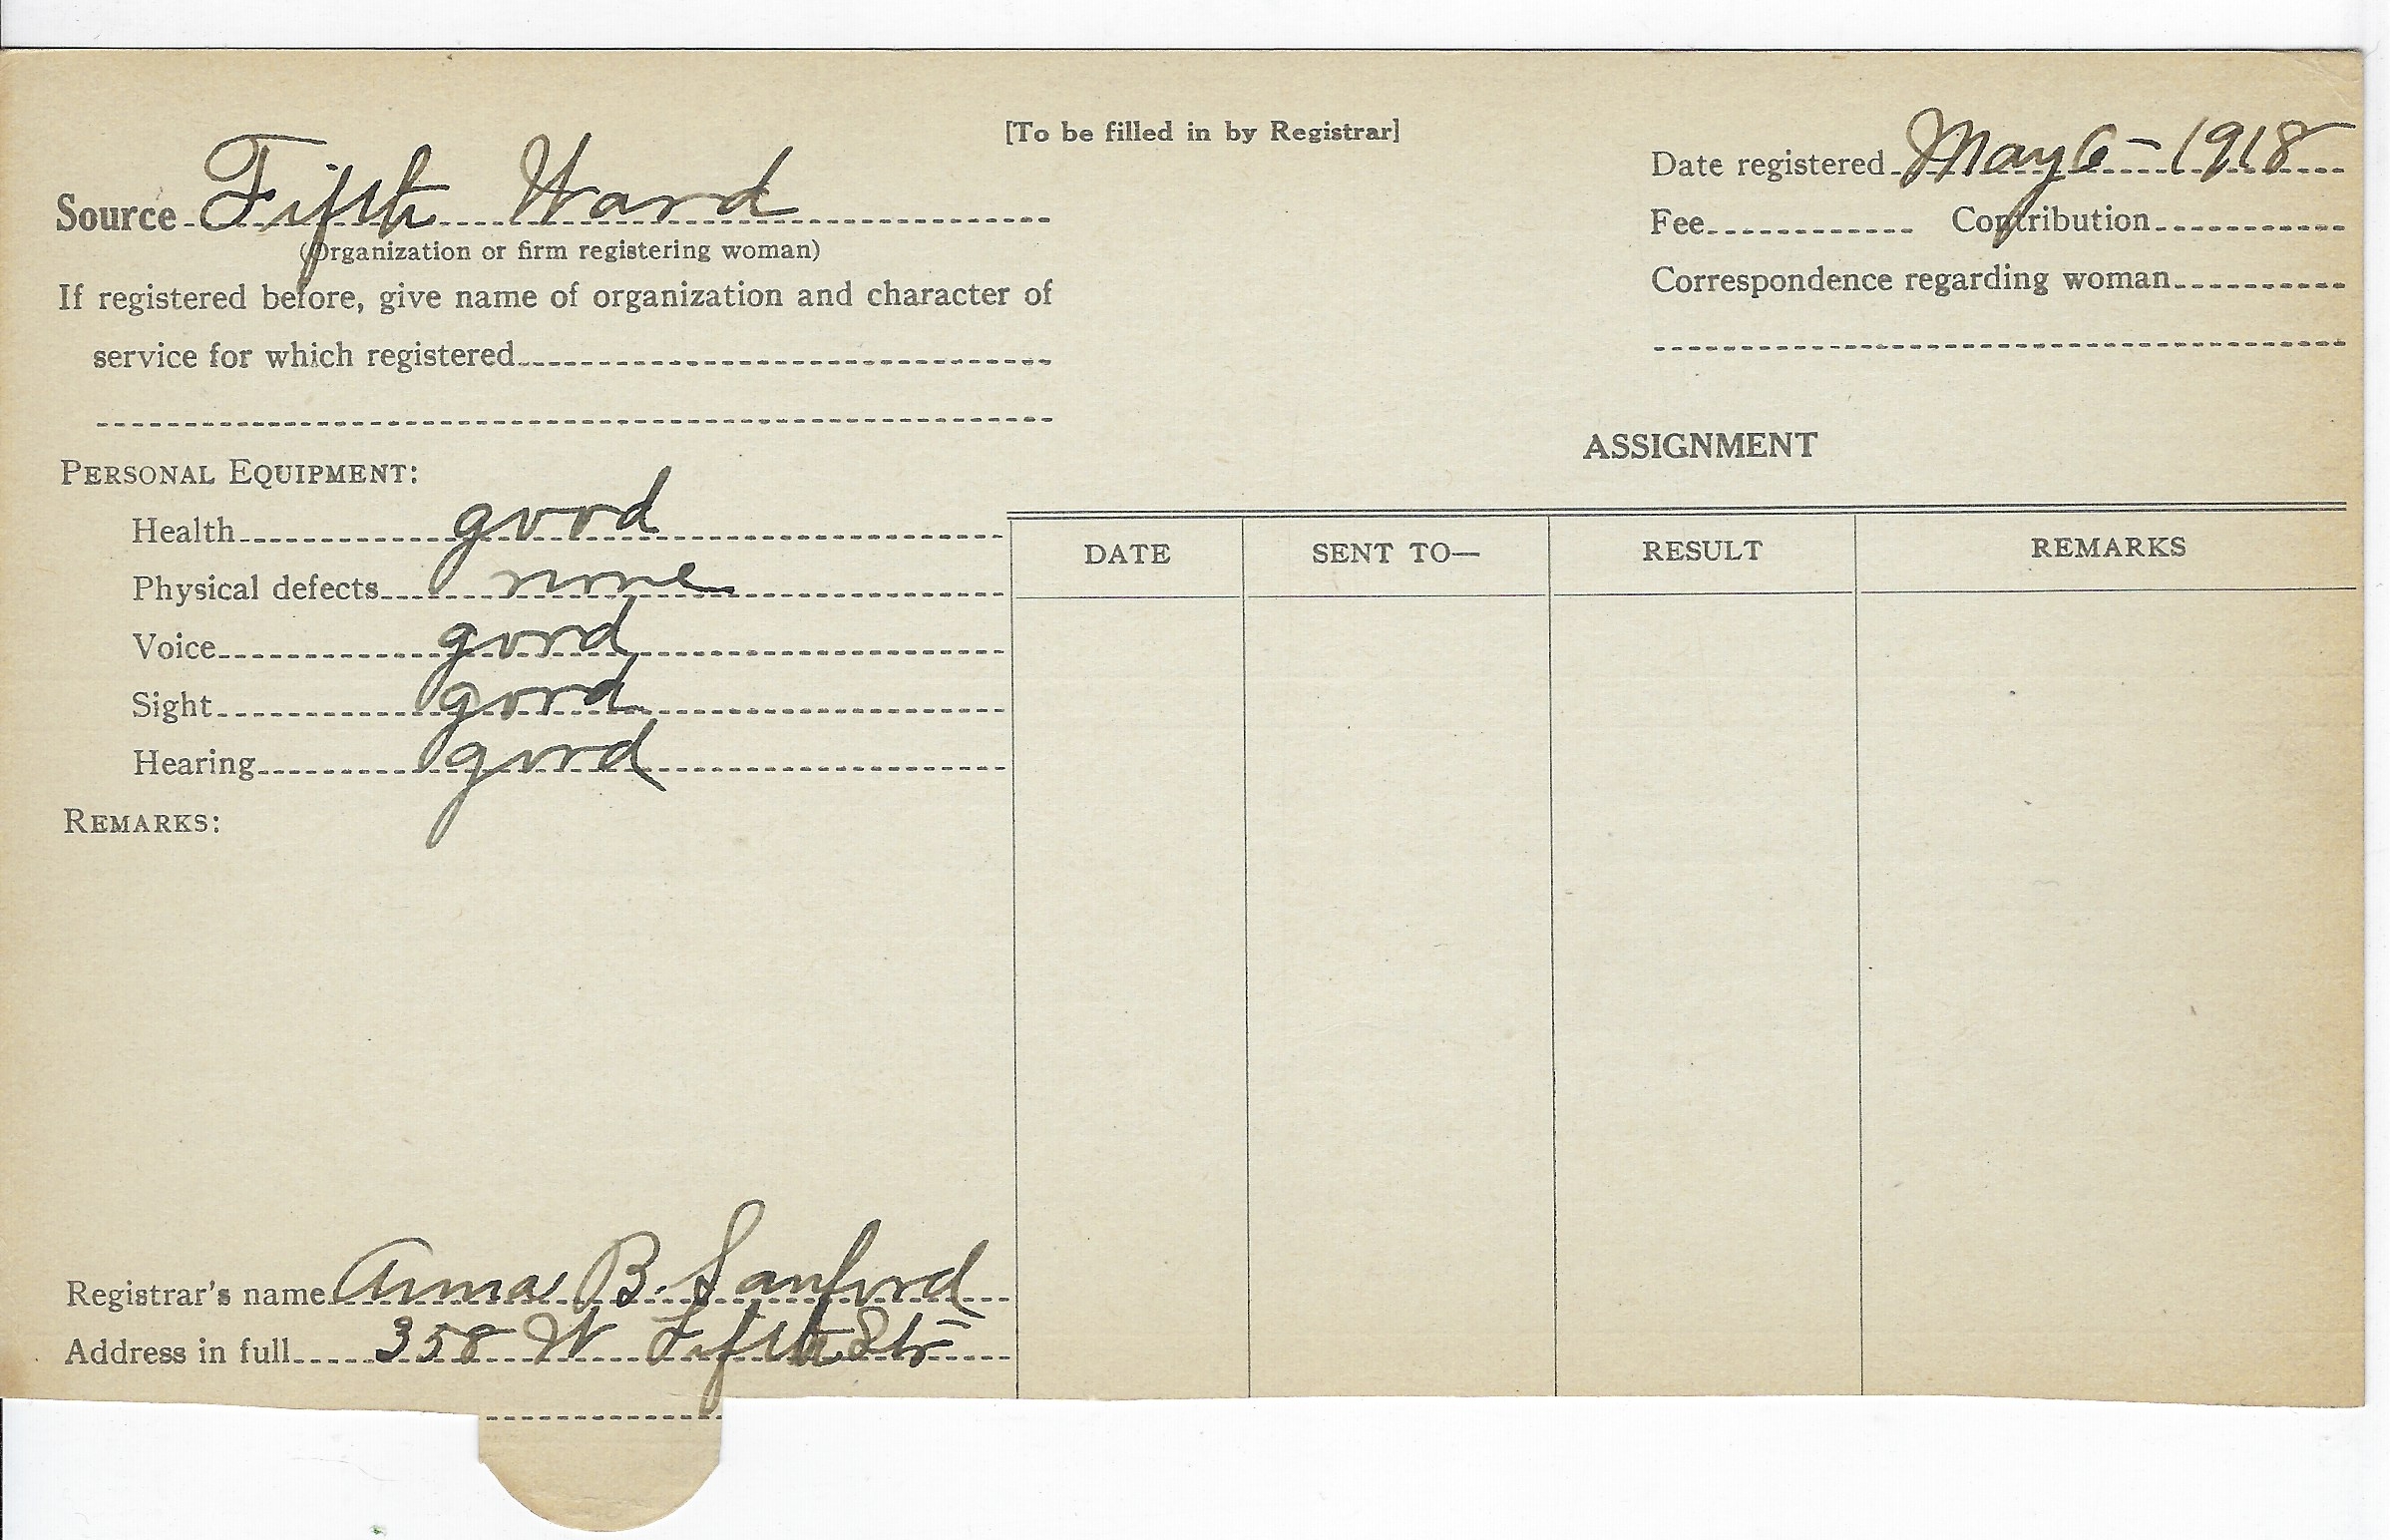 [To be filled in by Registrar]
Source Fifth Ward
(Organization or firm registering woman)
If registered before, give name of organization and character of
service for which registered
Date registered May 6 - 1918
Fee Contribution
Correspondence regarding woman
PERSONAL EQUIPMENT:
Health good
Physical defects none
Voice good
Sight good
Hearing good
REMARKS:
Registrar's name Anna B. Sanford
Address in full 358 W Fifth Str
ASSIGNMENT
DATE SENT TO— RESULT REMARKS